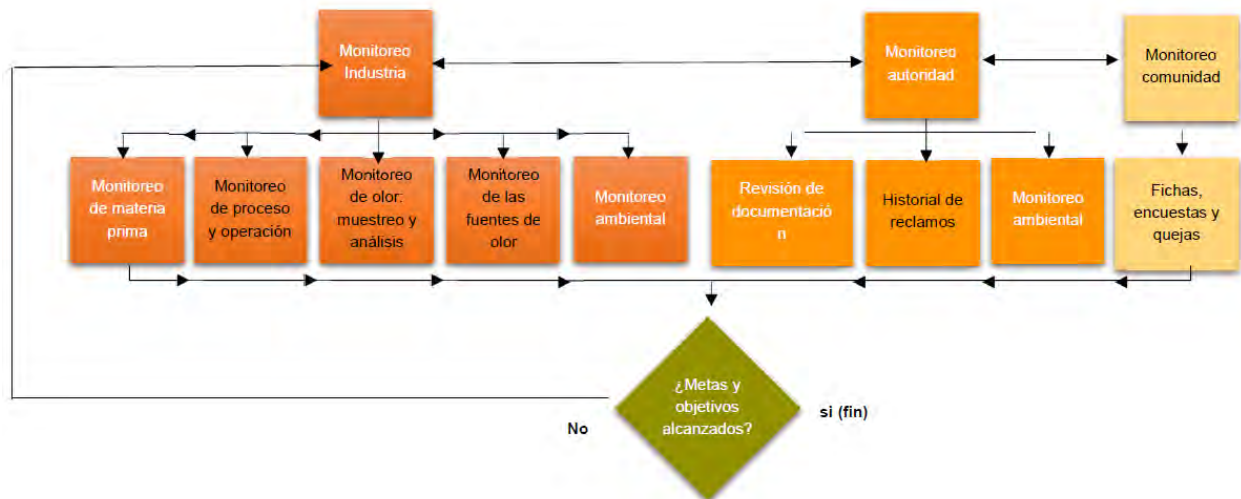 Monitoreo
Industria
Monitoreo
autoridad
Monitoreo
comunidad
Monitoreo
de materia
prima
Monitoreo
de proceso
y operación
Monitoreo
de olor:
muestreo y
análisis
Monitoreo
de las
fuentes de
olor
Monitoreo
ambiental
Revisión de
documentació
n
Historial de
reclamos
Monitoreo
ambiental
Fichas,
encuestas y
quejas
¿Metas y
objetivos
alcanzados?
No
si (fin)